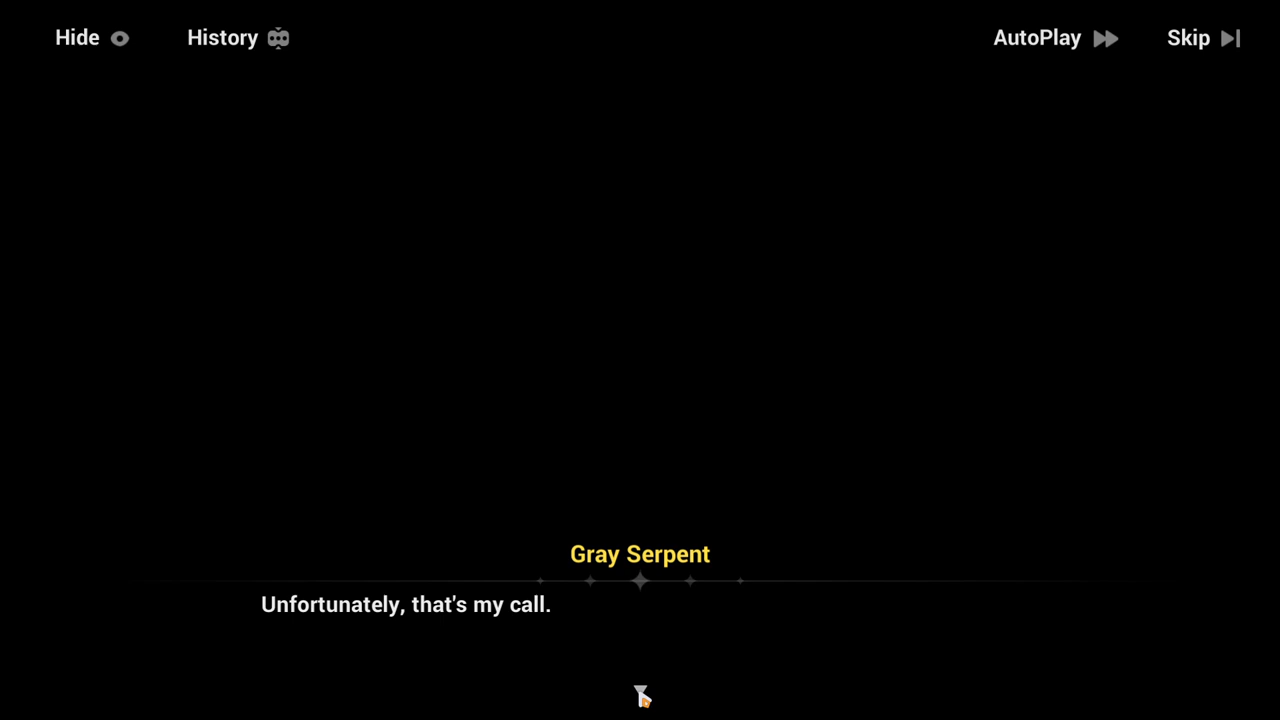 Hide
History
AutoPlay
Skip
Gray Serpent
Unfortunately, that's my call.